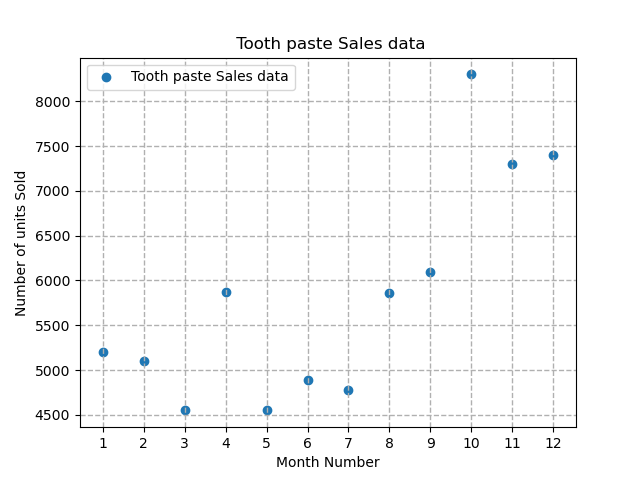 Tooth paste Sales data
Tooth paste Sales data
Number of units Sold
8000
7500
7000
6500
6000
5500
5000
4500
1 2 3 4 5 6 7 8 9 10 11 12
Month Number